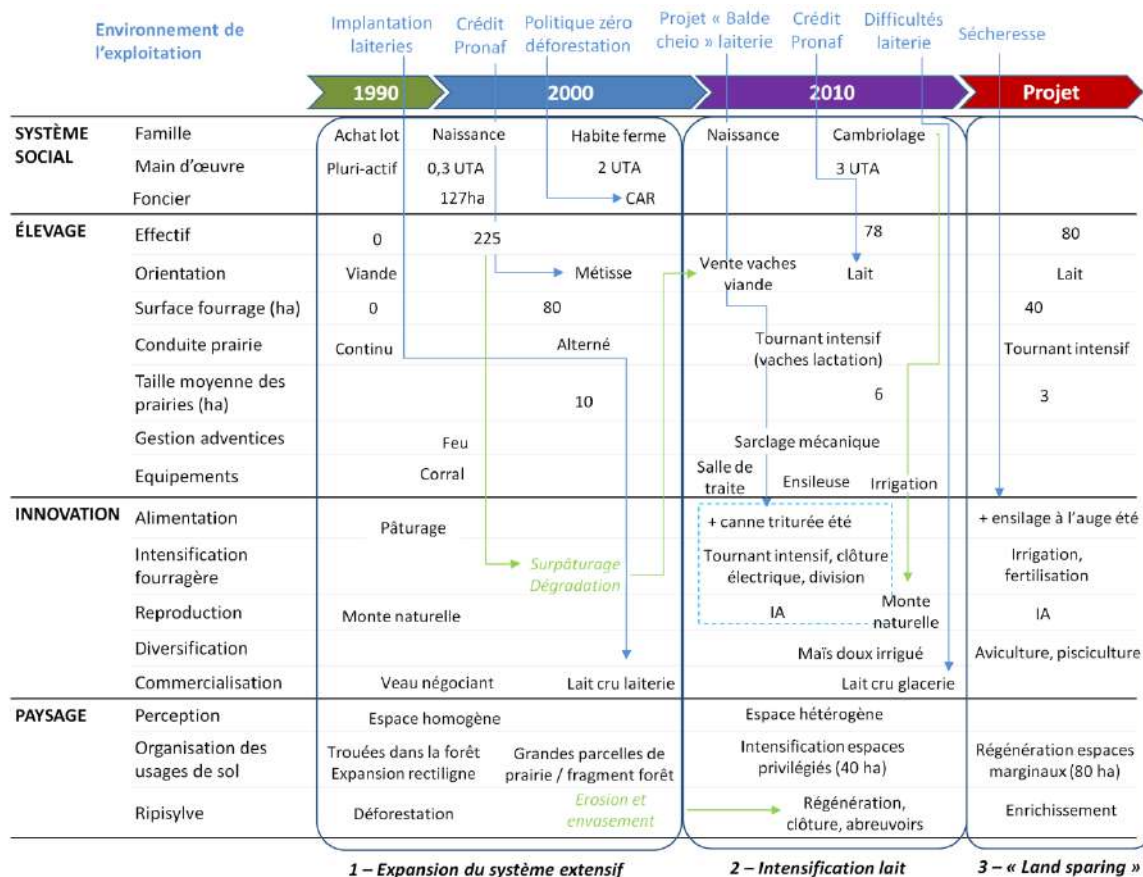 Environnement de
l'exploitation
Implantation
laiteries
Crédit
Pronaf
Politique zéro
déforestation
Projet « Balde
cheio » laiterie
Crédit
Pronaf
Difficultés
laiterie
Sécheresse
1990 2000 2010 Projet
SYSTÈME
SOCIAL
Famille Achat lot Naissance Habite ferme Naissance Cambriolage
Main d'œuvre Pluri-actif 0,3 UTA 2 UTA 3 UTA
Foncier 127ha CAR
ÉLEVAGE Effectif 0 225 78 80
Orientation Viande Métisse Vente vaches
viande Lait Lait
Surface fourrage (ha) 0 80 40
Conduite prairie Continu Alterné Tournant intensif
(vaches lactation) Tournant intensif
Taille moyenne des
prairies (ha) 10 6 3
Gestion adventices Feu Sarclage mécanique
Equipements Corral Salle de
traite Ensileuse Irrigation
INNOVATION Alimentation Pâturage + canne triturée été + ensilage à l'auge été
Intensification
fourragère
Surpâturage
Dégradation
Tournant intensif, clôture
électrique, division
Irrigation,
fertilisation
Reproduction Monte naturelle IA Monte
naturelle IA
Diversification Maïs doux irrigué Aviculture, pisciculture
Commercialisation Veau négociant Lait cru laiterie Lait cru glacerie
PAYSAGE Perception Espace homogène Espace hétérogène
Organisation des
usages de sol
Trouées dans la forêt
Expansion rectiligne
Grandes parcelles de
prairie / fragment forêt
Intensification espaces
privilégiés (40 ha)
Régénération espaces
marginaux (80 ha)
Ripisylve Déforestation Erosion et
envasement
Régénération,
clôture, abreuvoirs
Enrichissement
1 – Expansion du système extensif 2 – Intensification lait 3 – « Land sparing »